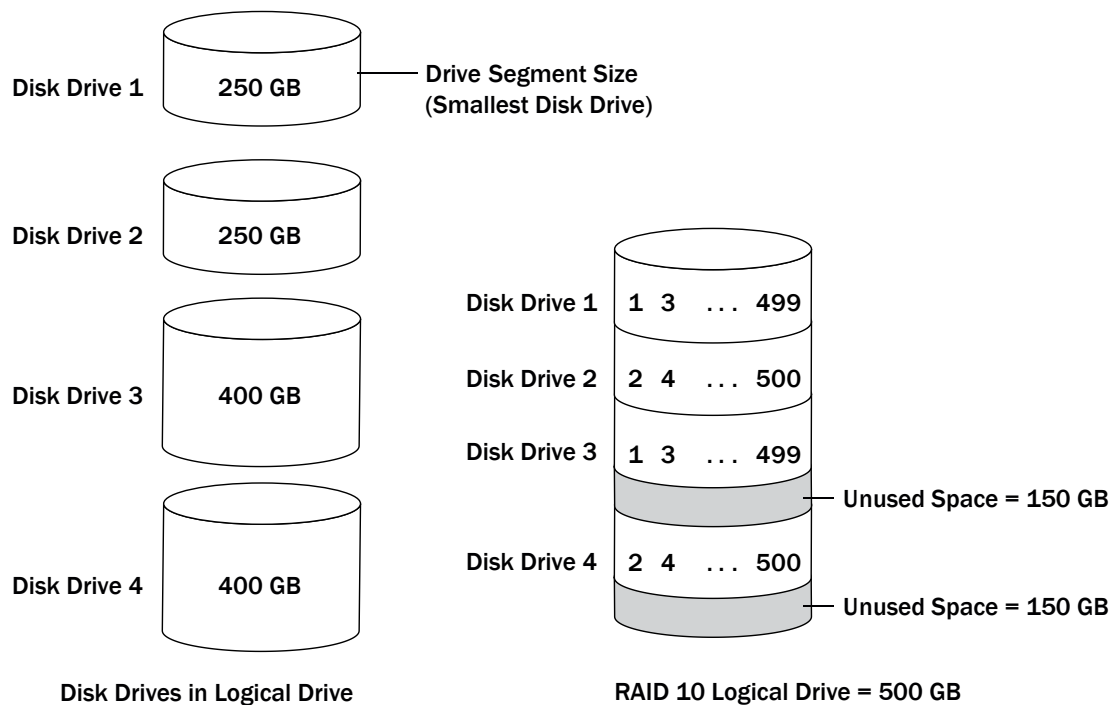 Disk Drive 1
250 GB
Drive Segment Size
(Smallest Disk Drive)
Disk Drive 2
250 GB
Disk Drive 3
400 GB
Disk Drive 4
400 GB
Disk Drives in Logical Drive
Disk Drive 1
1 3 ... 499
Disk Drive 2
2 4 ... 500
Disk Drive 3
1 3 ... 499
Unused Space = 150 GB
Disk Drive 4
2 4 ... 500
Unused Space = 150 GB
RAID 10 Logical Drive = 500 GB